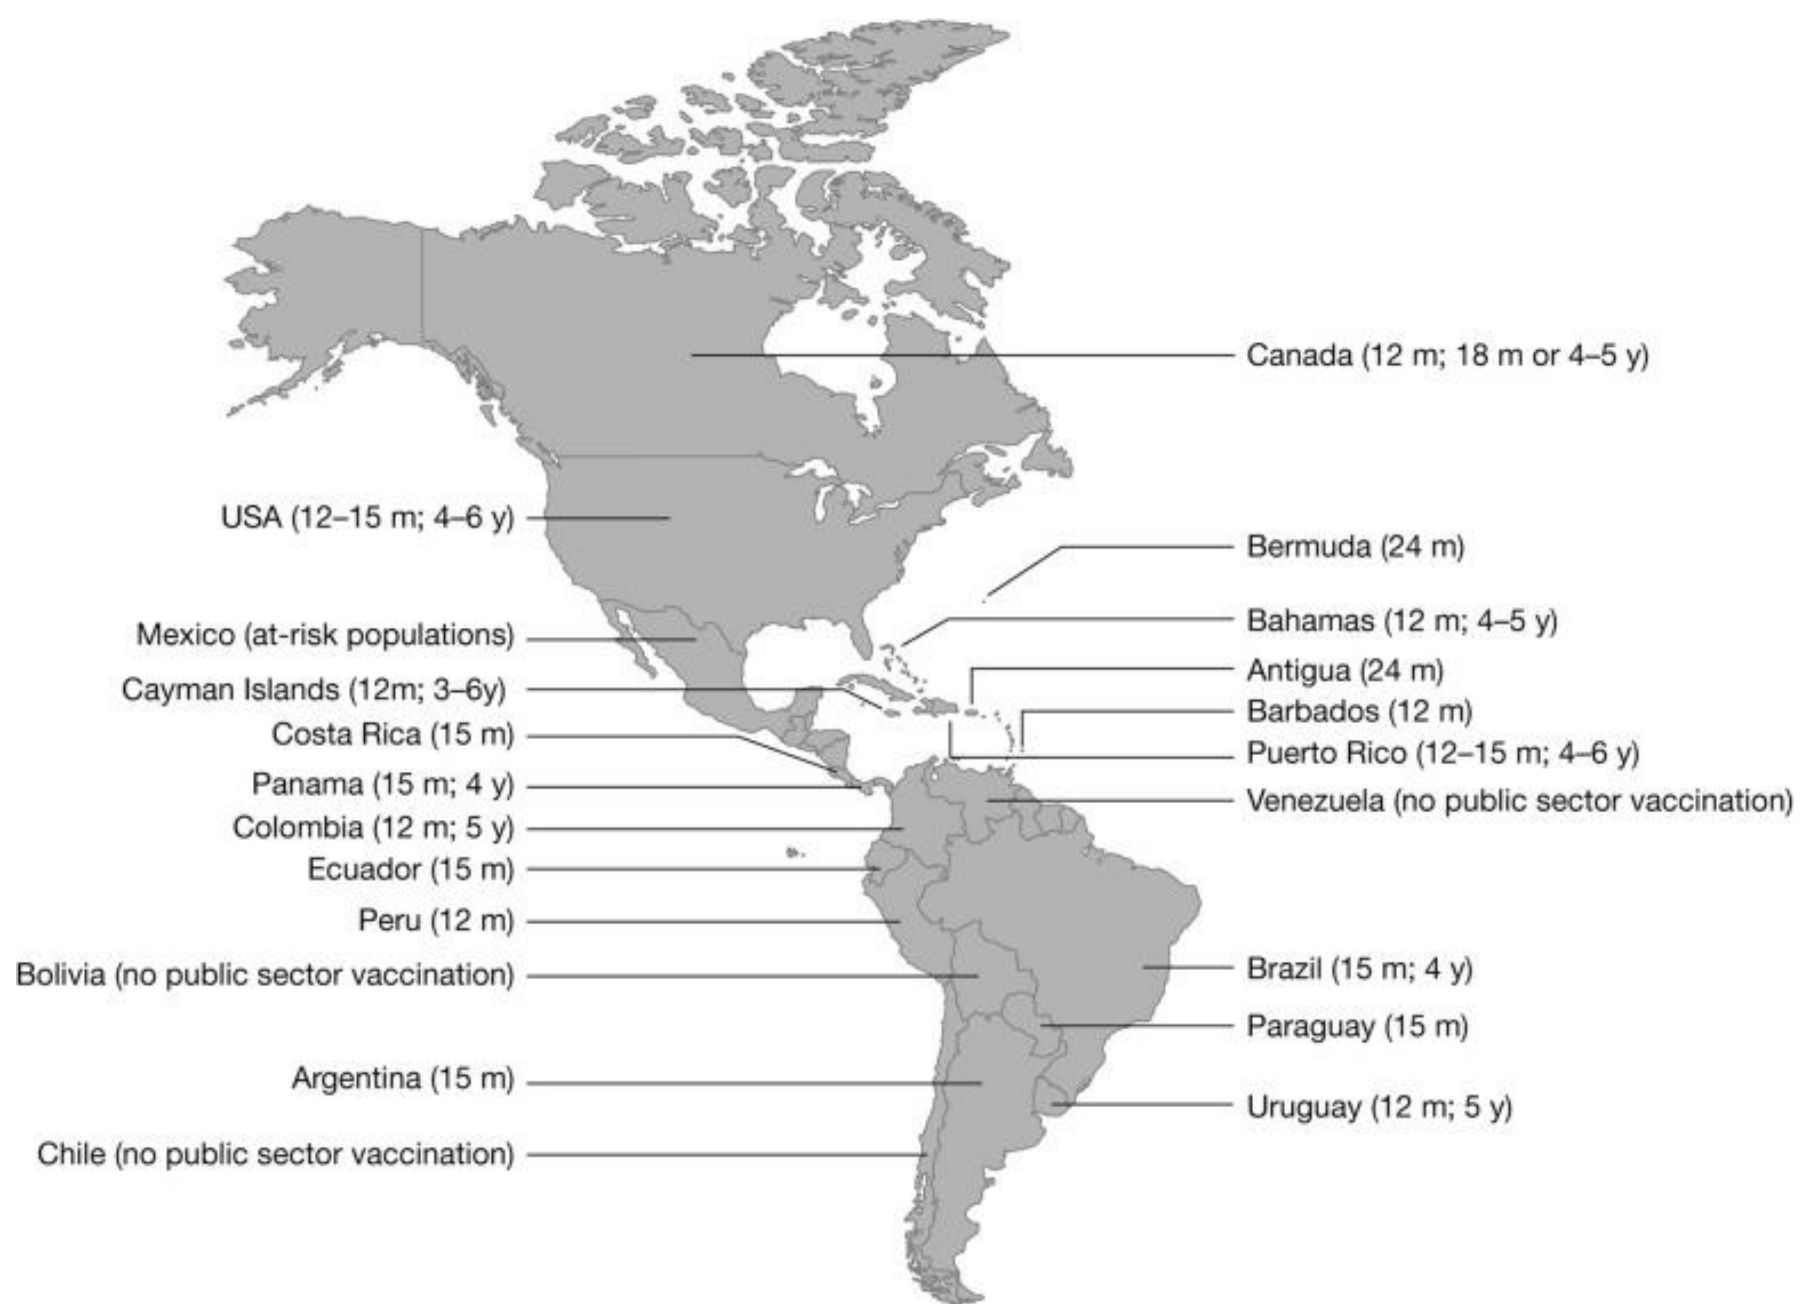 Canada (12 m; 18 m or 4–5 y)
USA (12–15 m; 4–6 y)
Bermuda (24 m)
Bahamas (12 m; 4–5 y)
Mexico (at-risk populations)
Antigua (24 m)
Cayman Islands (12m; 3–6y)
Barbados (12 m)
Costa Rica (15 m)
Puerto Rico (12–15 m; 4–6 y)
Panama (15 m; 4 y)
Venezuela (no public sector vaccination)
Colombia (12 m; 5 y)
Ecuador (15 m)
Peru (12 m)
Brazil (15 m; 4 y)
Bolivia (no public sector vaccination)
Paraguay (15 m)
Argentina (15 m)
Uruguay (12 m; 5 y)
Chile (no public sector vaccination)